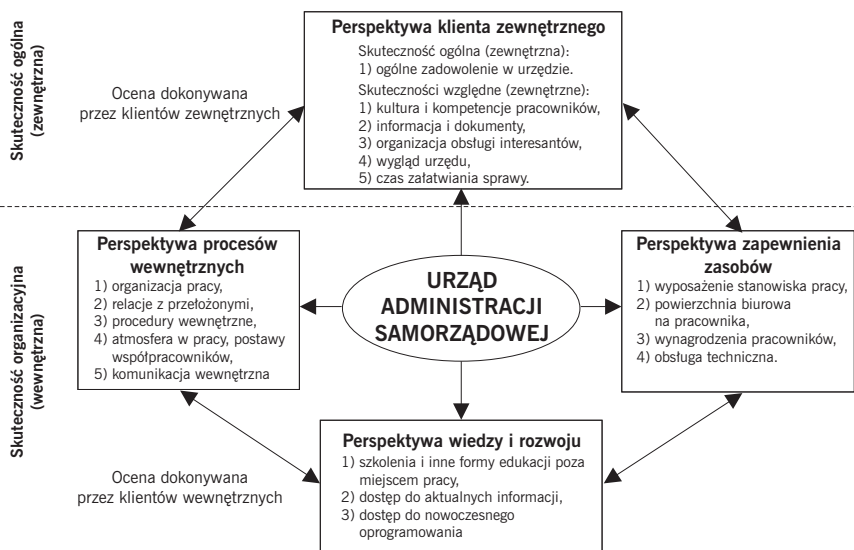 Skuteczność ogólna
(zewnętrzna)
Ocena dokonywana
przez klientów zewnętrznych
Perspektywa klienta zewnętrznego
Skuteczność ogólna (zewnętrzna):
1) ogólne zadowolenie w urzędzie.
Skuteczności względne (zewnętrzne):
1) kultura i kompetencje pracowników,
2) informacja i dokumenty,
3) organizacja obsługi interesantów,
4) wygląd urzędu,
5) czas załatwiania sprawy.
Skuteczność organizacyjna
(wewnętrzna)
Perspektywa procesów
wewnętrznych
1) organizacja pracy,
2) relacje z przełożonymi,
3) procedury wewnętrzne,
4) atmosfera w pracy, postawy
współpracowników,
5) komunikacja wewnętrzna
URZĄD
ADMINISTRACJI
SAMORZĄDOWEJ
Perspektywa zapewnienia
zasobów
1) wyposażenie stanowiska pracy,
2) powierzchnia biurowa
na pracownika,
3) wynagrodzenia pracowników,
4) obsługa techniczna.
Ocena dokonywana
przez klientów wewnętrznych
Perspektywa wiedzy i rozwoju
1) szkolenia i inne formy edukacji poza
miejscem pracy,
2) dostęp do aktualnych informacji,
3) dostęp do nowoczesnego
oprogramowania